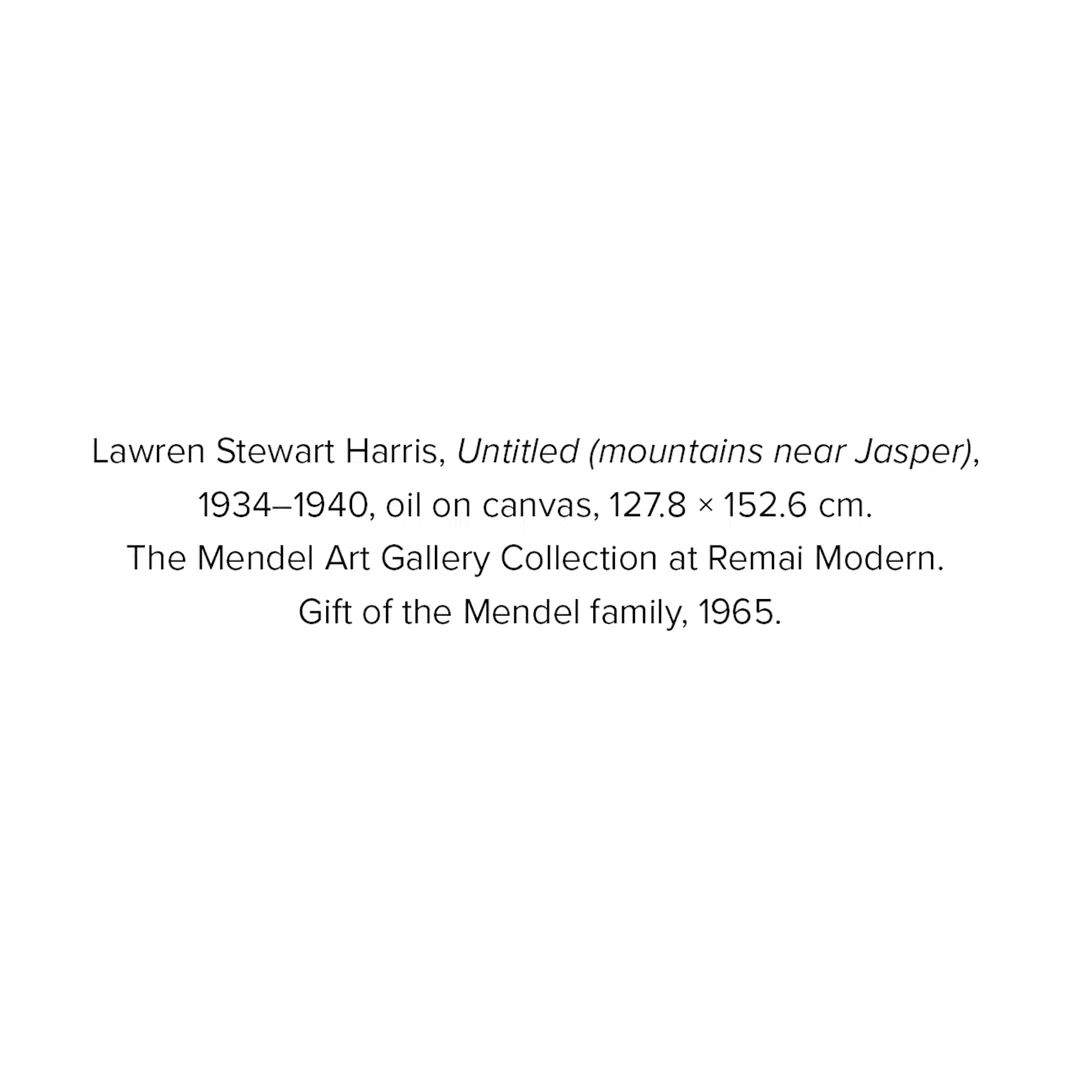 Lawren Stewart Harris, Untitled (mountains near Jasper),
1934–1940, oil on canvas, 127.8 × 152.6 cm.
The Mendel Art Gallery Collection at Remai Modern.
Gift of the Mendel family, 1965.